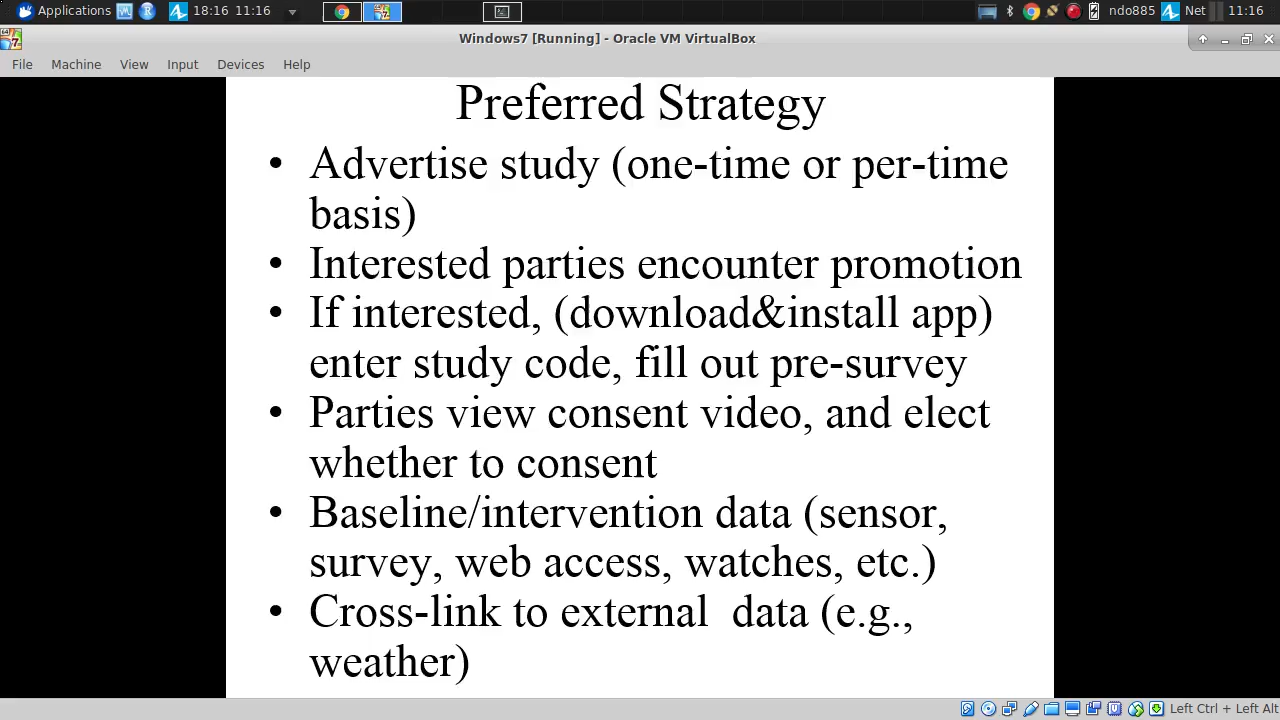 Applications 18:16 11:16 ndo885 Net 11:16
Windows7 [Running] - Oracle VM VirtualBox
File Machine View Input Devices Help
Preferred Strategy
• Advertise study (one-time or per-time
basis)
• Interested parties encounter promotion
• If interested, (download&install app)
enter study code, fill out pre-survey
• Parties view consent video, and elect
whether to consent
• Baseline/intervention data (sensor,
survey, web access, watches, etc.)
• Cross-link to external  data (e.g.,
weather)
Left Ctrl + Left Alt